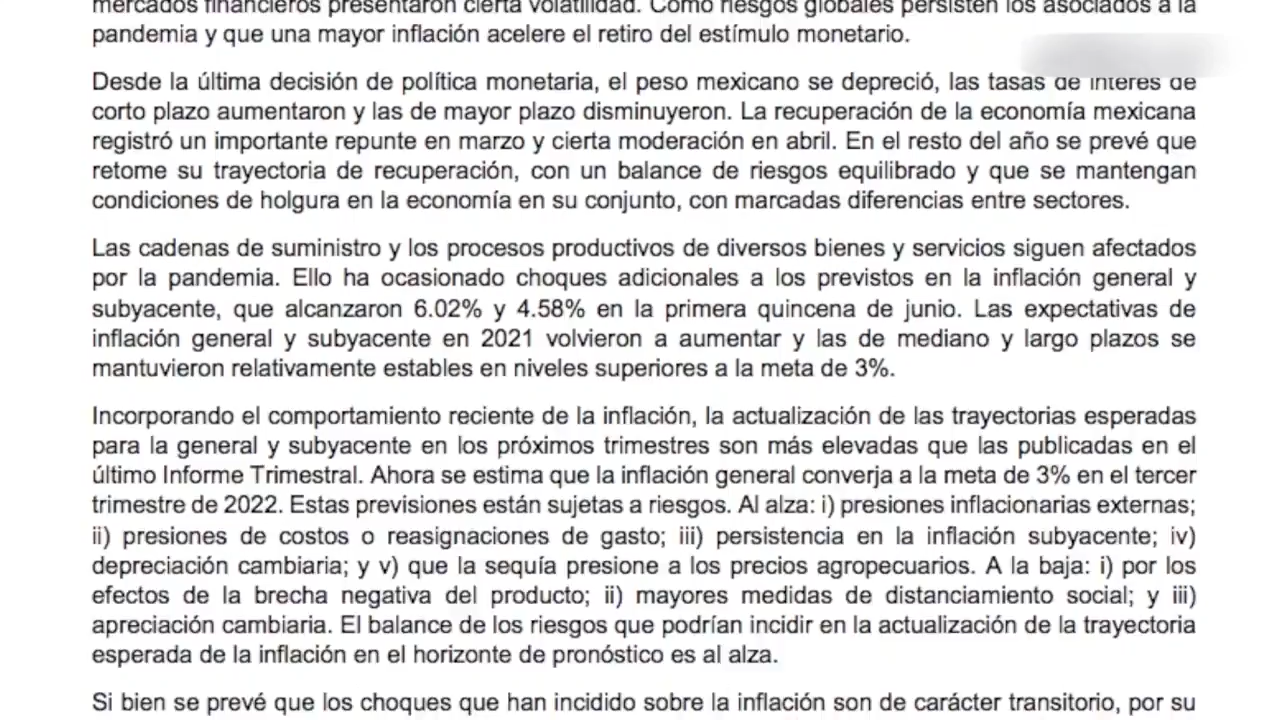 mercados financieros presentaron cierta volatilidad. Como riesgos globales persisten los asociados a la
pandemia y que una mayor inflación acelere el retiro del estímulo monetario.
Desde la última decisión de política monetaria, el peso mexicano se depreció, las tasas de interés de
corto plazo aumentaron y las de mayor plazo disminuyeron. La recuperación de la economía mexicana
registró un importante repunte en marzo y cierta moderación en abril. En el resto del año se prevé que
retome su trayectoria de recuperación, con un balance de riesgos equilibrado y que se mantengan
condiciones de holgura en la economía en su conjunto, con marcadas diferencias entre sectores.
Las cadenas de suministro y los procesos productivos de diversos bienes y servicios siguen afectados
por la pandemia. Ello ha ocasionado choques adicionales a los previstos en la inflación general y
subyacente, que alcanzaron 6.02% y 4.58% en la primera quincena de junio. Las expectativas de
inflación general y subyacente en 2021 volvieron a aumentar y las de mediano y largo plazos se
mantuvieron relativamente estables en niveles superiores a la meta de 3%.
Incorporando el comportamiento reciente de la inflación, la actualización de las trayectorias esperadas
para la general y subyacente en los próximos trimestres son más elevadas que las publicadas en el
último Informe Trimestral. Ahora se estima que la inflación general converja a la meta de 3% en el tercer
trimestre de 2022. Estas previsiones están sujetas a riesgos. Al alza: i) presiones inflacionarias externas;
ii) presiones de costos o reasignaciones de gasto; iii) persistencia en la inflación subyacente; iv)
depreciación cambiaria; y v) que la sequía presione a los precios agropecuarios. A la baja: i) por los
efectos de la brecha negativa del producto; ii) mayores medidas de distanciamiento social; y iii)
apreciación cambiaria. El balance de los riesgos que podrían incidir en la actualización de la trayectoria
esperada de la inflación en el horizonte de pronóstico es al alza.
Si bien se prevé que los choques que han incidido sobre la inflación son de carácter transitorio, por su